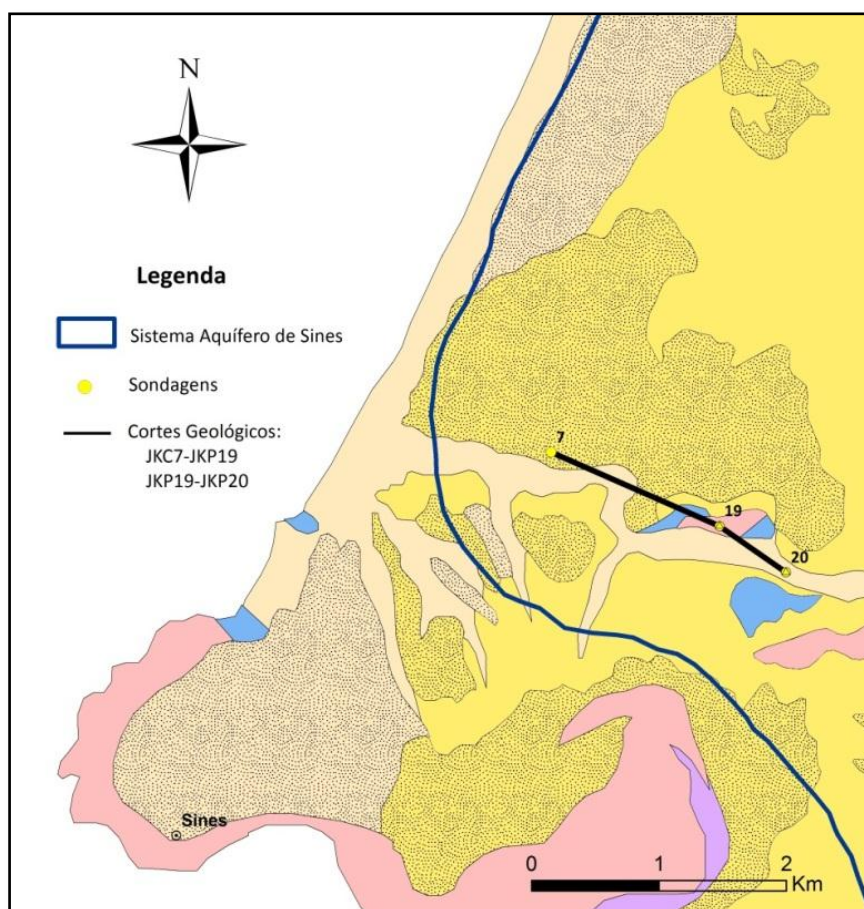 N
Legenda
Sistema Aquífero de Sines
Sondagens
Cortes Geológicos:
JKC7-JKP19
JKP19-JKP20
7
19
20
Sines
0 1 2
Km